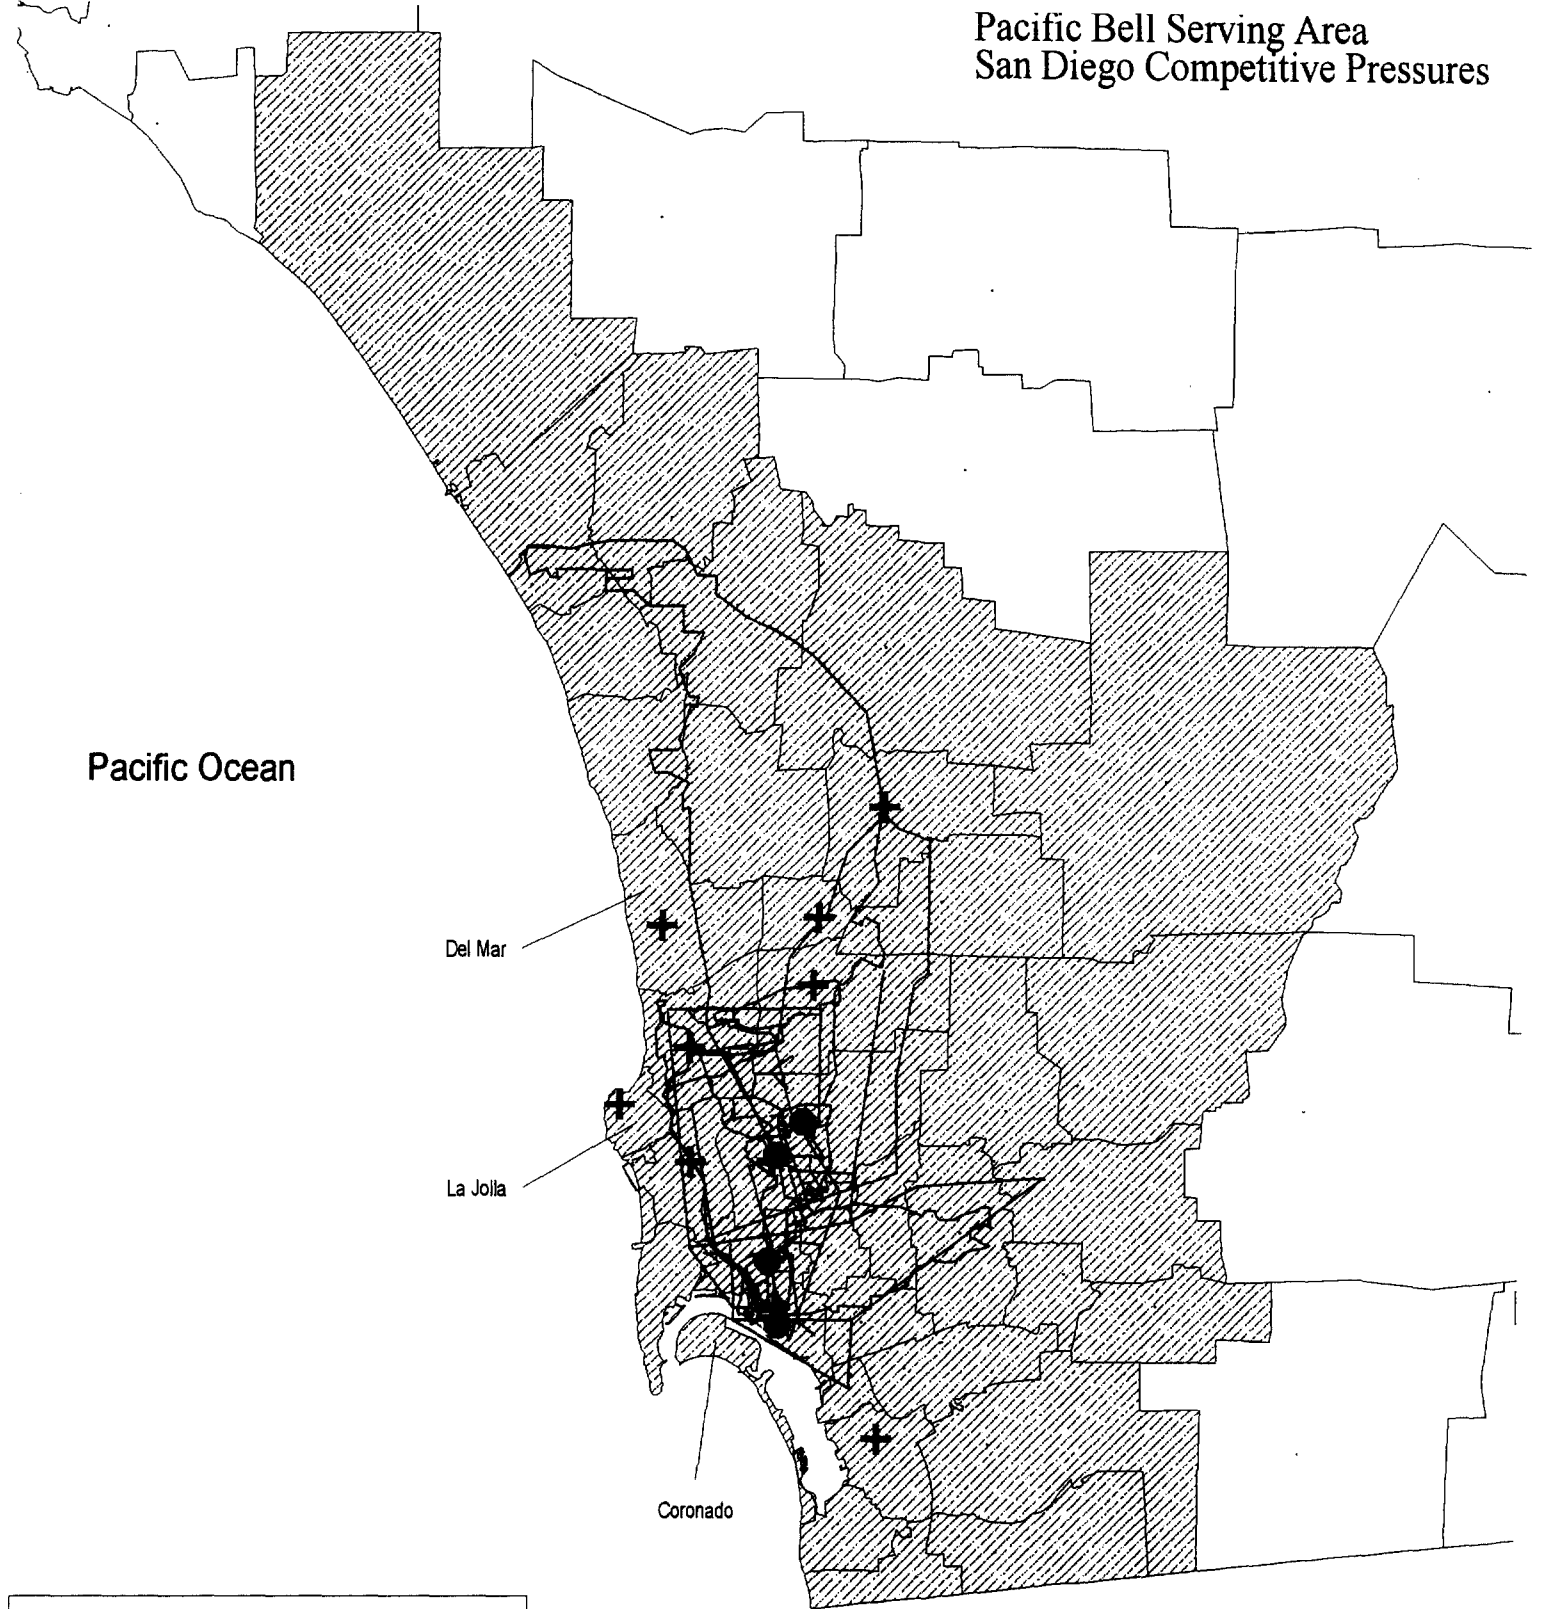 Pacific Bell Serving Area
San Diego Competitive Pressures
Pacific Ocean
Del Mar
La Jolla
Coronado